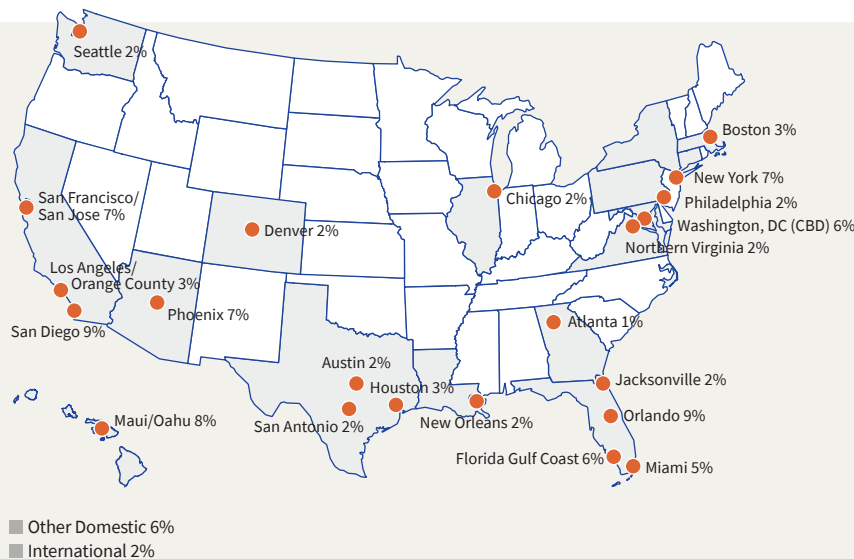 Seattle 2%
Boston 3%
New York 7%
Chicago 2%
Philadelphia 2%
San Francisco/
San Jose 7%
Washington, DC (CBD) 6%
Denver 2%
Northern Virginia 2%
Los Angeles/
Orange County 3%
Phoenix 7%
Atlanta 1%
San Diego 9%
Austin 2%
Jacksonville 2%
Houston 3%
Orlando 9%
Maui/Oahu 8%
San Antonio 2%
New Orleans 2%
Florida Gulf Coast 6%
Miami 5%
Other Domestic 6%
International 2%